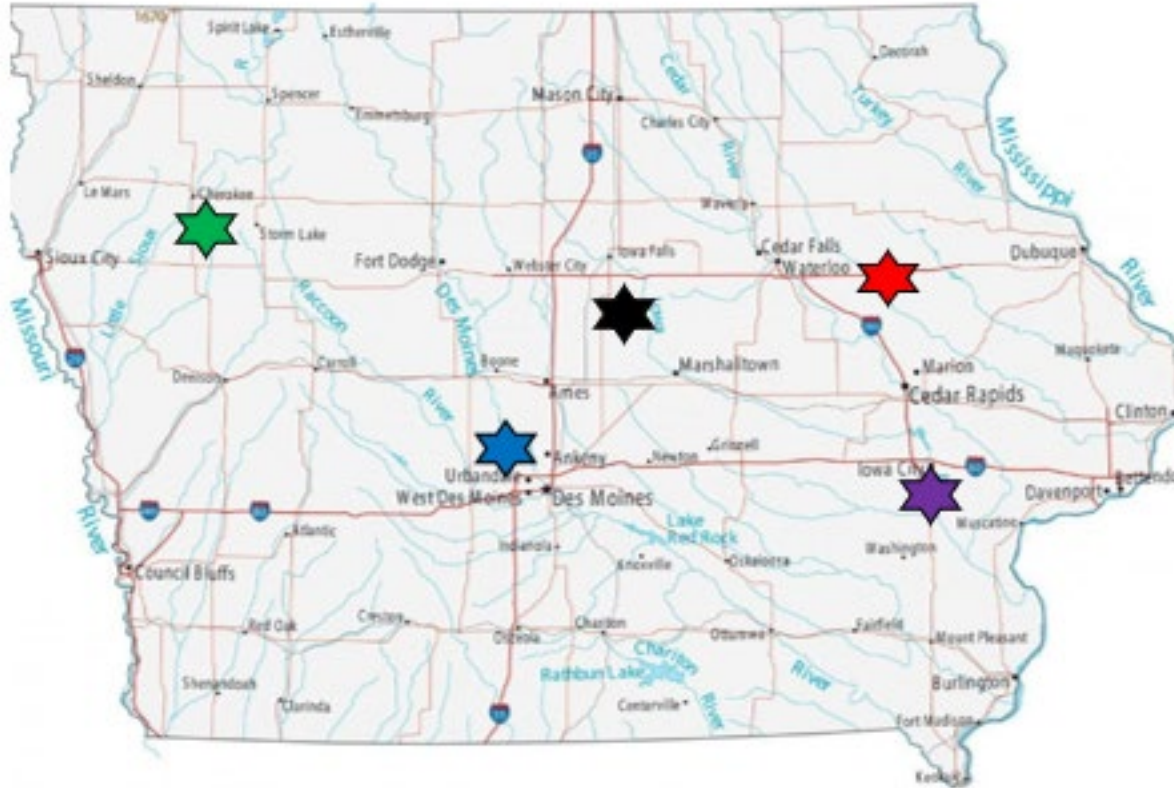 Spirit Lake
Estherville
Decorah
Sheldon
Spencer
Emmetsburg
Mason City
Cedar
River
Charles City
Turkey
River
Mississippi
River
Le Mars
Cherokee
Waverly
Storm Lake
Sioux City
Little
Sioux
Fort Dodge
Webster City
Iowa Falls
Cedar Falls
Waterloo
Dubuque
Missouri
River
Raccoon
River
Des Moines
Denison
Carroll
Boone
Ames
Marshalltown
Marion
Cedar Rapids
Maquoketa
Clinton
Ankeny
Newton
Grinnell
Iowa City
West Des Moines
Des Moines
Davenport
Muscatine
Atlantic
Indianola
Lake
Red Rock
Knoxville
Oskaloosa
Washington
Council Bluffs
Red Oak
Creston
Osceola
Chariton
Ottumwa
Fairfield
Mount Pleasant
Rathbun Lake
Chariton
River
River
Burlington
Shenandoah
Clarinda
Centerville
Fort Madison